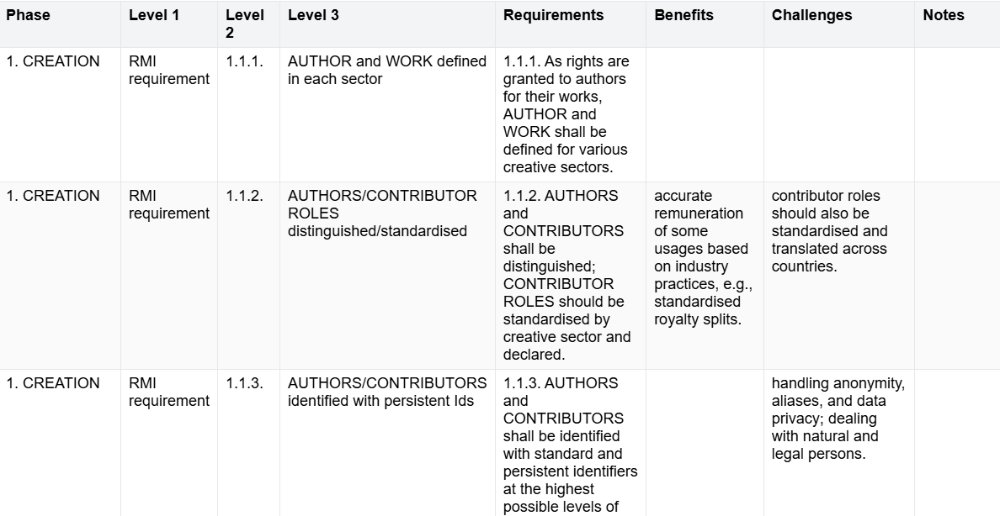 Phase Level 1 Level 2 Level 3 Requirements Benefits Challenges Notes
1. CREATION
RMI
requirement
1.1.1.
AUTHOR and WORK defined
in each sector
1.1.1. As rights are
granted to authors
for their works,
AUTHOR and
WORK shall be
defined for various
creative sectors.
1. CREATION
RMI
requirement
1.1.2.
AUTHORS/CONTRIBUTOR
ROLES
distinguished/standardised
1.1.2. AUTHORS
and
CONTRIBUTORS
shall be
distinguished;
CONTRIBUTOR
ROLES should be
standardised by
creative sector and
declared.
accurate
remuneration
of some
usages based
on industry
practices, e.g.,
standardised
royalty splits.
contributor roles
should also be
standardised and
translated across
countries.
1. CREATION
RMI
requirement
1.1.3.
AUTHORS/CONTRIBUTORS
identified with persistent Ids
1.1.3. AUTHORS
and
CONTRIBUTORS
shall be identified
with standard and
persistent identifiers
at the highest
possible levels of
handling anonymity,
aliases, and data
privacy; dealing
with natural and
legal persons.